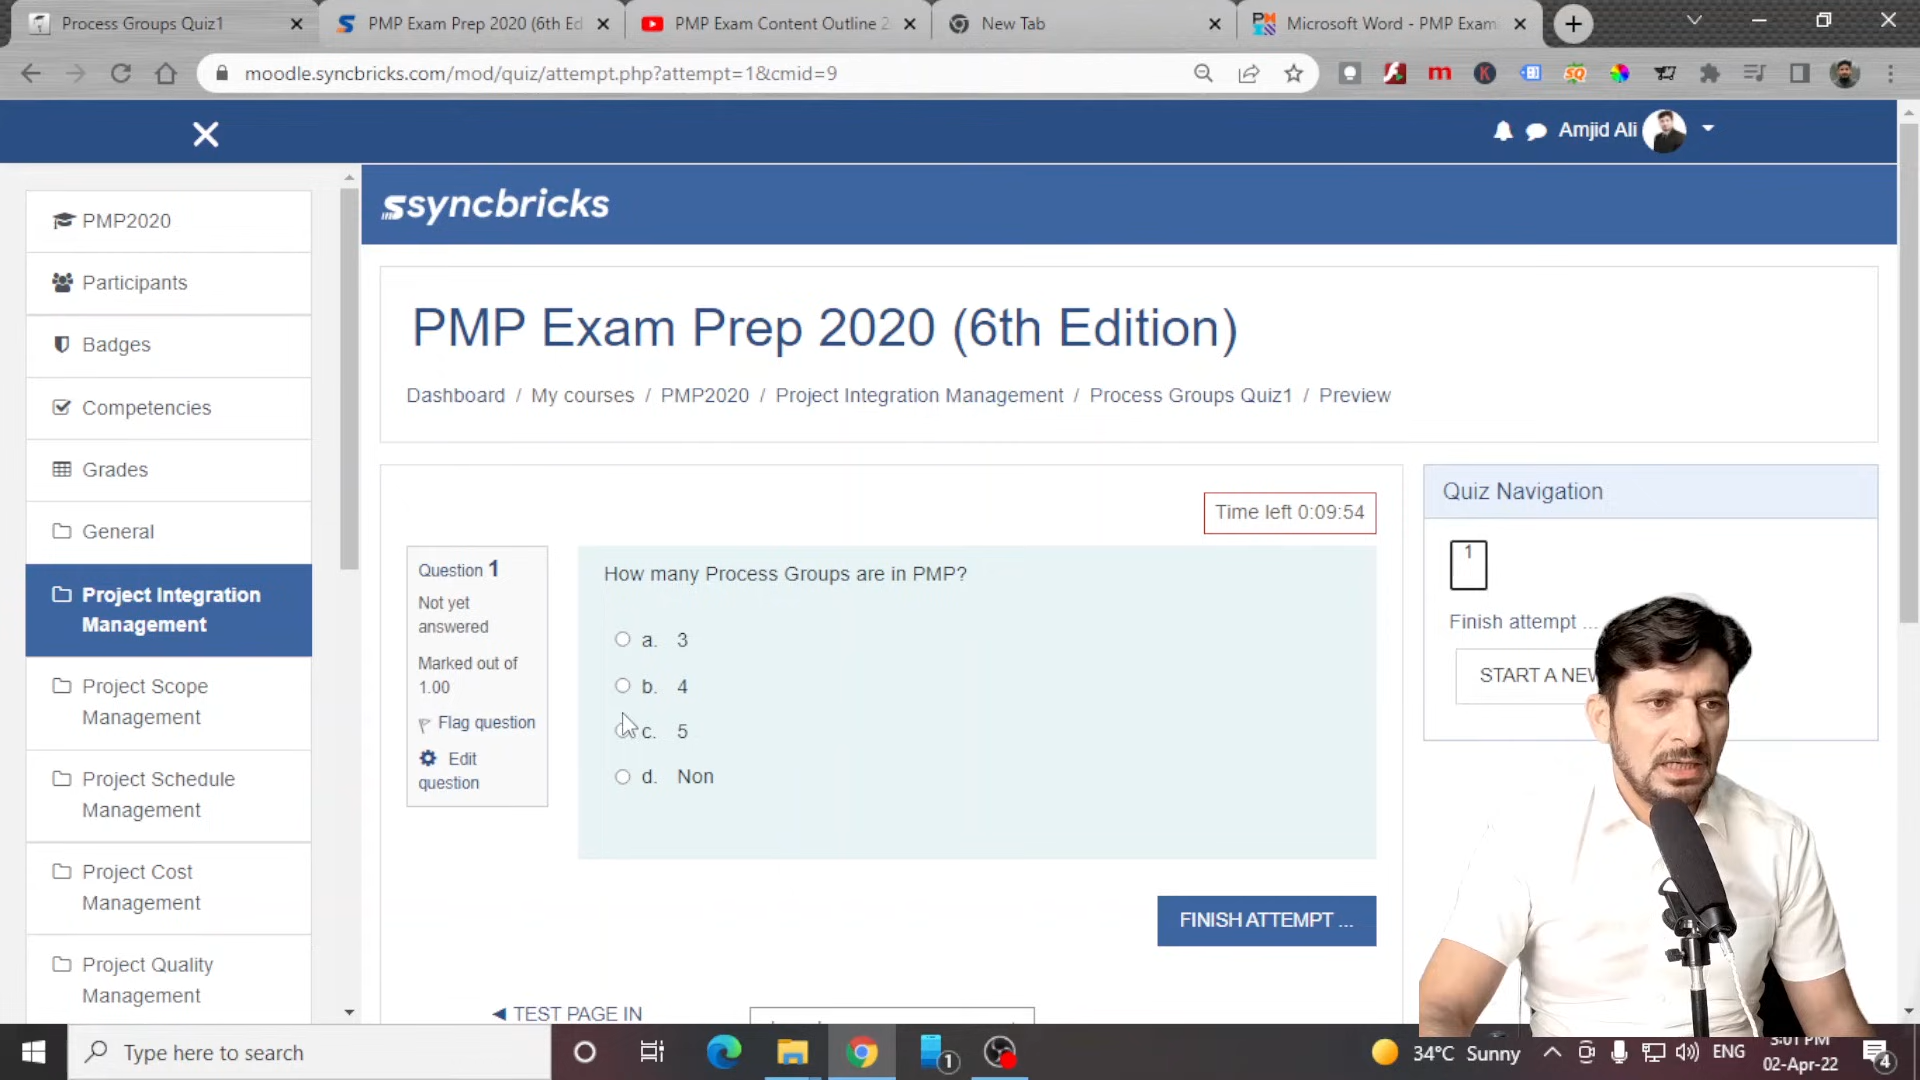 Process Groups Quiz1
PMP Exam Prep 2020 (6th Ed
PMP Exam Content Outline 2
New Tab
Microsoft Word - PMP Exam
moodle.syncbricks.com/mod/quiz/attempt.php?attempt=1&cmid=9
Amjid Ali
syncbricks
PMP2020
Participants
Badges
Competencies
Grades
General
Project Integration
Management
Project Scope
Management
Project Schedule
Management
Project Cost
Management
Project Quality
Management
PMP Exam Prep 2020 (6th Edition)
Dashboard / My courses / PMP2020 / Project Integration Management / Process Groups Quiz1 / Preview
Time left 0:09:54
Question 1
Not yet
answered
Marked out of
1.00
Flag question
Edit
question
How many Process Groups are in PMP?
a. 3
b. 4
c. 5
d. Non
FINISH ATTEMPT ...
◄ TEST PAGE IN
Quiz Navigation
1
Finish attempt ...
START A NEW
Type here to search
1
34°C Sunny
ENG
3:01 PM
02-Apr-22
4